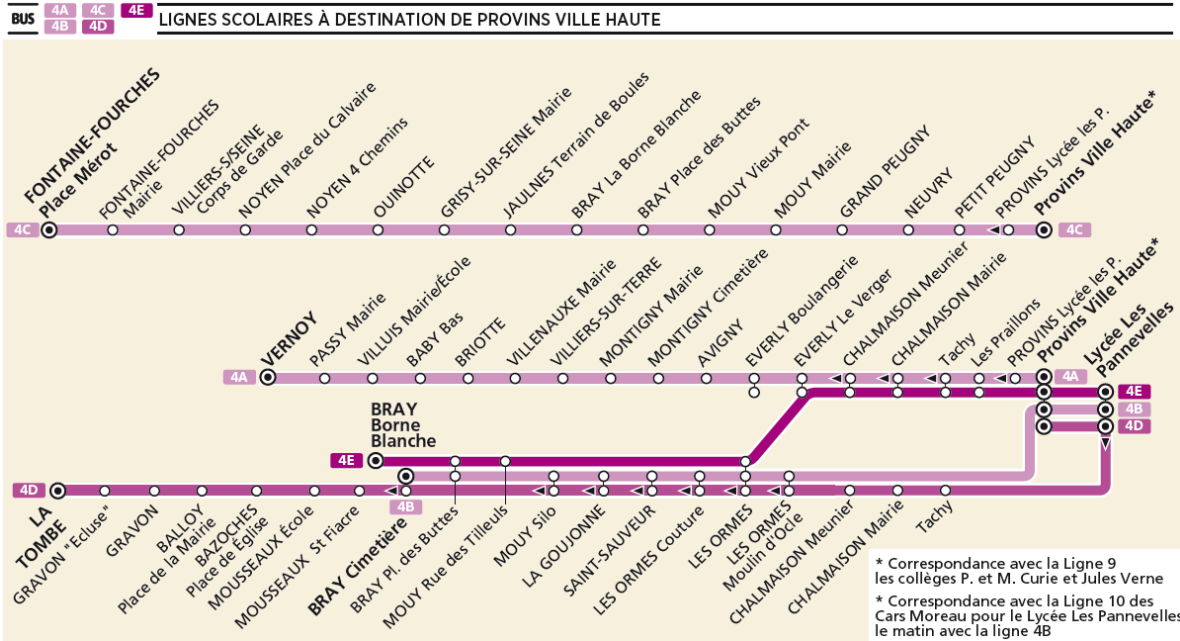 BUS 4A 4C 4E
4B 4D
LIGNES SCOLAIRES À DESTINATION DE PROVINS VILLE HAUTE
4C
FONTAINE-FOURCHES
Place Mérot
FONTAINE-FOURCHES
Mairie
VILLIERS-S/SEINE
Corps de Garde
NOYEN Place du Calvaire
NOYEN 4 Chemins
OUINOTTE
GRISY-SUR-SEINE Mairie
JAULNES Terrain de Boules
BRAY La Borne Blanche
BRAY Place des Buttes
MOUY Vieux Pont
MOUY Mairie
GRAND PEUGNY
NEUVRY
PETIT PEUGNY
PROVINS Lycée les P.
Provins Ville Haute*
4C
4A
VERNOY
PASSY Mairie
VILLUIS Mairie/École
BABY Bas
BRIOTTE
VILLENAUXE Mairie
VILLIERS-SUR-TERRE
MONTIGNY Mairie
MONTIGNY Cimetière
AVIGNY
EVERLY Boulangerie
EVERLY Le Verger
CHALMAISON Meunier
CHALMAISON Mairie
Tachy
Les Praillons
PROVINS Lycée les P.
Provins Ville Haute*
Lycée Les
Pannevelles
4A
4E
4B
4D
BRAY
Borne
Blanche
4E
4D
4B
LA
TOMBE
GRAVON "Ecluse"
GRAVON
BALLOY
Place de la Mairie
BAZOCHES
Place de Église
MOUSSEAUX École
MOUSSEAUX St Fiacre
BRAY Cimetière
BRAY Pl. des Buttes
MOUY Rue des Tilleuls
MOUY Silo
LA GOUJONNE
SAINT-SAUVEUR
LES ORMES Couture
LES ORMES
LES ORMES
Moulin d'Ocle
CHALMAISON Meunier
CHALMAISON Mairie
Tachy
* Correspondance avec la Ligne 9
les collèges P. et M. Curie et Jules Verne
* Correspondance avec la Ligne 10 des
Cars Moreau pour le Lycée Les Pannevelles
le matin avec la ligne 4B